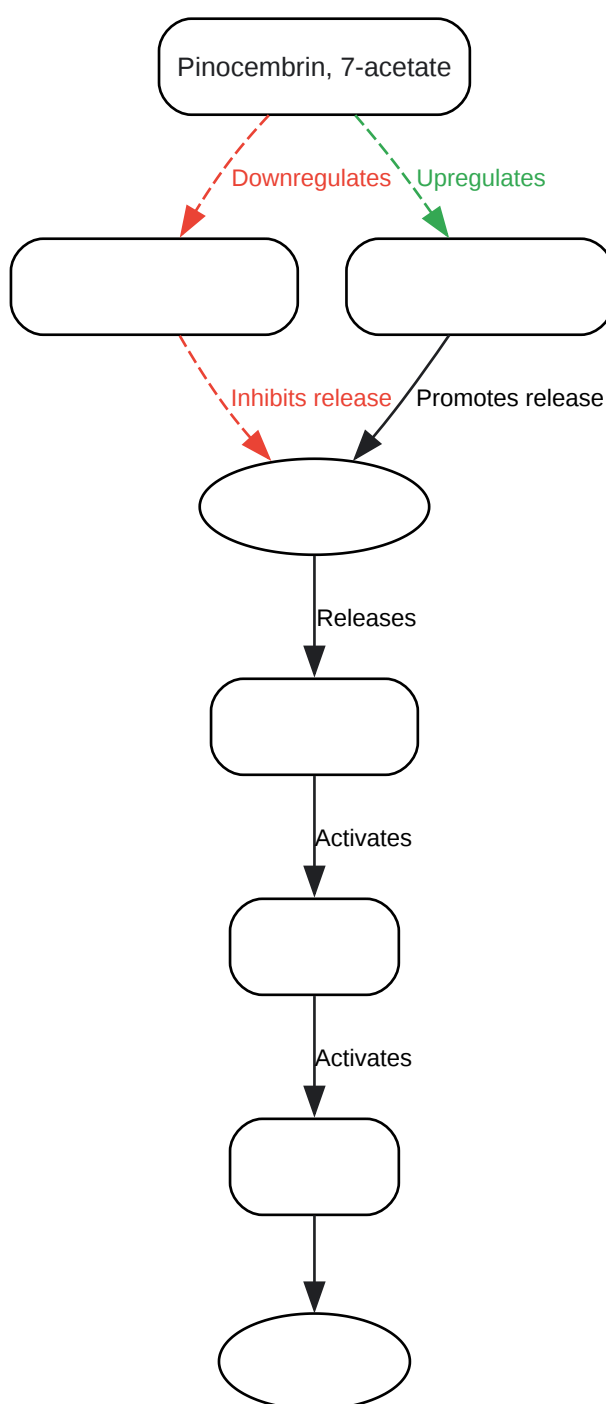 Pinocembrin, 7-acetate
Downregulates
Upregulates
Inhibits release
Promotes release
Releases
Activates
Activates